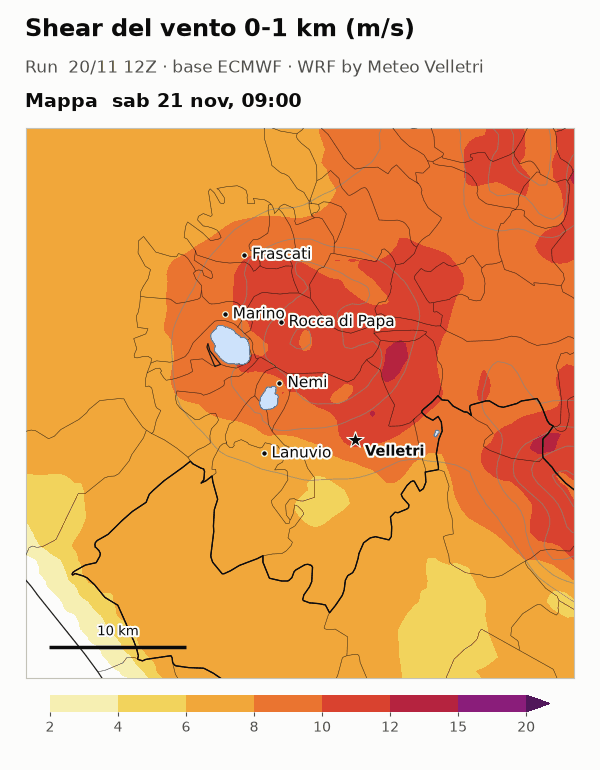 Shear del vento 0-1 km (m/s)
Run  20/11 12Z · base ECMWF · WRF by Meteo Velletri
Mappa  sab 21 nov, 09:00
Frascati
Marino
Rocca di Papa
Nemi
Velletri
Lanuvio
10 km
2 4 6 8 10 12 15 20